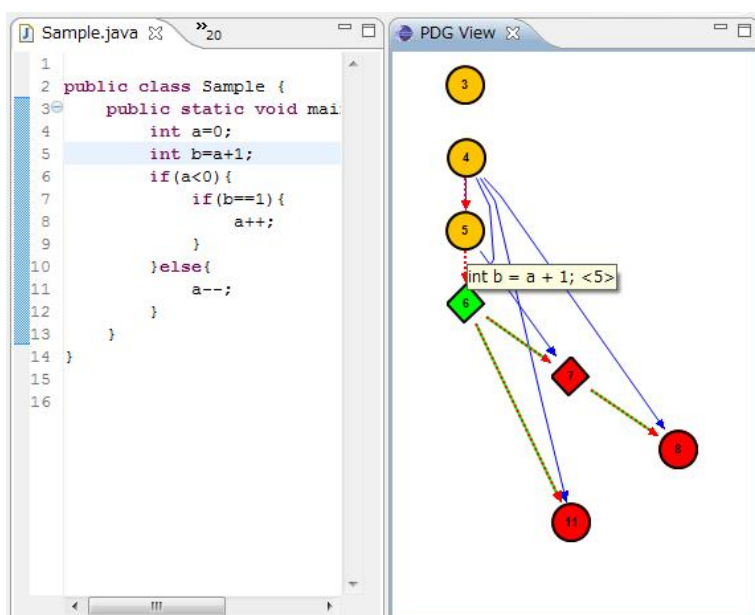 Sample.java
»20
PDG View
1
2 public class Sample {
3 public static void mai
4 int a=0;
5 int b=a+1;
6 if(a<0){
7 if(b==1){
8 a++;
9 }
10 }else{
11 a--;
12 }
13 }
14 }
15
16
3
4
5
int b = a + 1; <5>
6
7
8
11